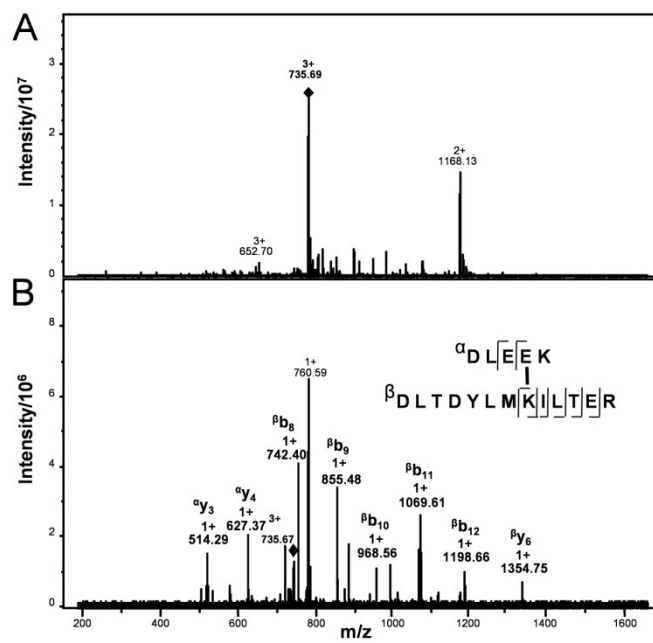 A
Intensity/10⁷
3
2
1
0
3+
735.69
2+
1168.13
3+
652.70
B
Intensity/10⁶
8
6
4
2
0
αDLEEK
βDLTDYLMKILTER
1+
760.59
βb8
1+
742.40
βb9
1+
855.48
βb11
1+
1069.61
αy4
1+
627.37
αy3
1+
514.29
3+
735.67
βb10
1+
968.56
βb12
1+
1198.66
βy6
1+
1354.75
200 400 600 800 1000 1200 1400 1600
m/z